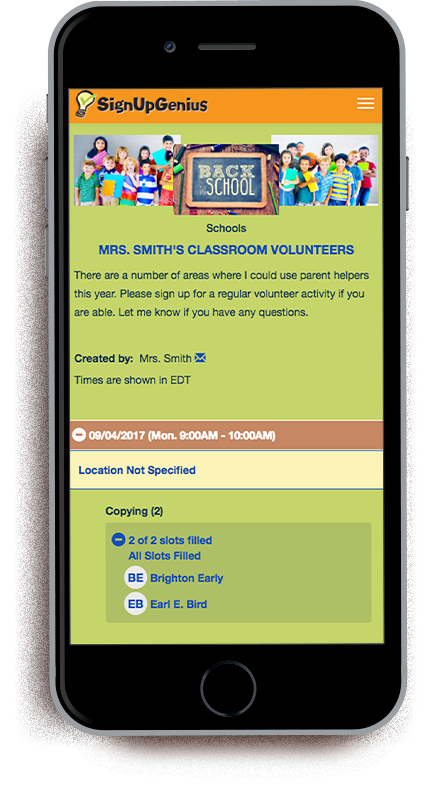 SignUpGenius
BACK
to SCHOOL
Schools
MRS. SMITH'S CLASSROOM VOLUNTEERS
There are a number of areas where I could use parent helpers
this year. Please sign up for a regular volunteer activity if you
are able. Let me know if you have any questions.
Created by: Mrs. Smith
Times are shown in EDT
09/04/2017 (Mon. 9:00AM - 10:00AM)
Location Not Specified
Copying (2)
2 of 2 slots filled
All Slots Filled
BE Brighton Early
EB Earl E. Bird